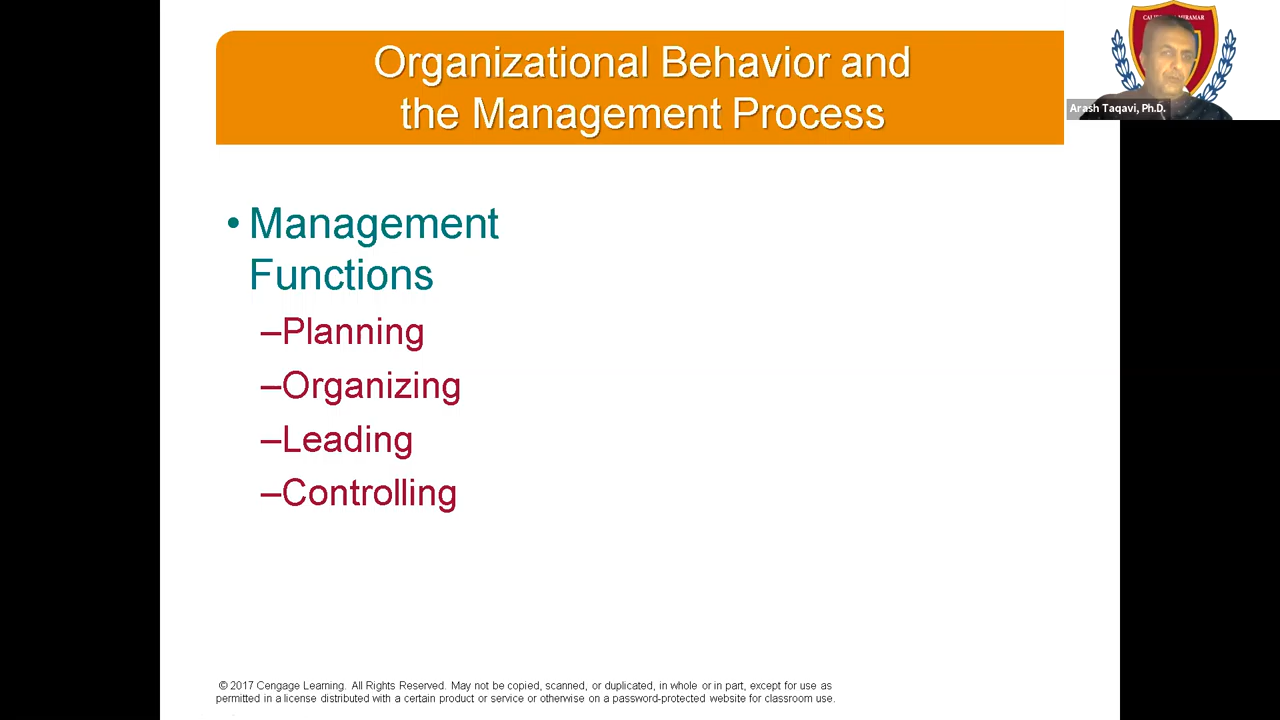 Organizational Behavior and
the Management Process
Arash Taqavi, Ph.D.
• Management
Functions
–Planning
–Organizing
–Leading
–Controlling
© 2017 Cengage Learning. All Rights Reserved. May not be copied, scanned, or duplicated, in whole or in part, except for use as
permitted in a license distributed with a certain product or service or otherwise on a password-protected website for classroom use.